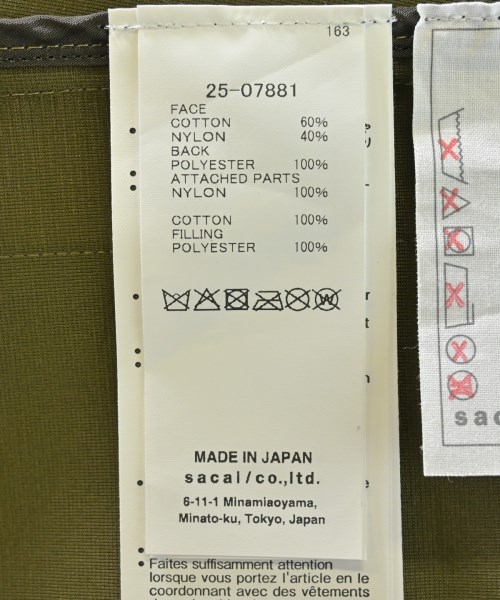 163
25-07881
FACE
COTTON 60%
NYLON 40%
BACK
POLYESTER 100%
ATTACHED PARTS
NYLON 100%
COTTON 100%
FILLING
POLYESTER 100%
MADE IN JAPAN
sacai/co.,ltd.
6-11-1 Minamiaoyama,
Minato-ku, Tokyo, Japan
• Faites suffisamment attention
lorsque vous portez l'article en le
coordonnant avec des vêtements
sac